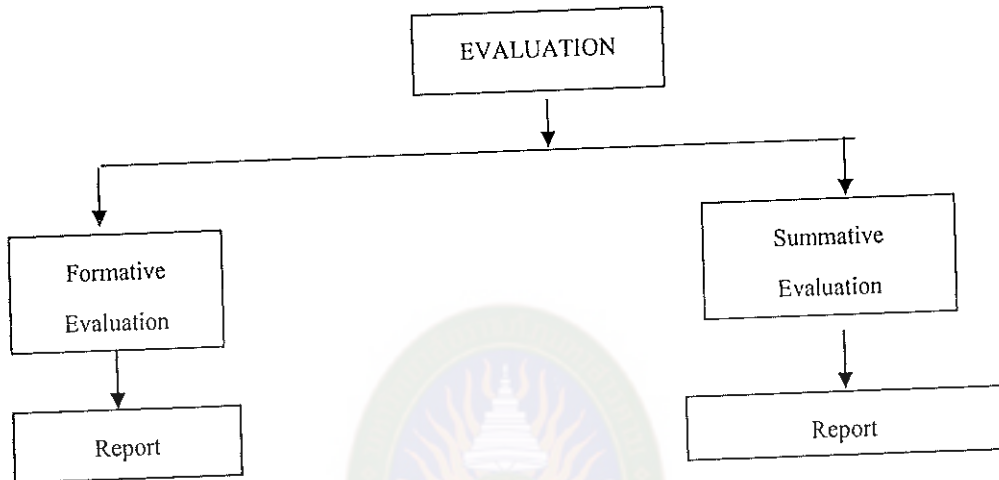 EVALUATION
Formative
Evaluation
Summative
Evaluation
Report
Report